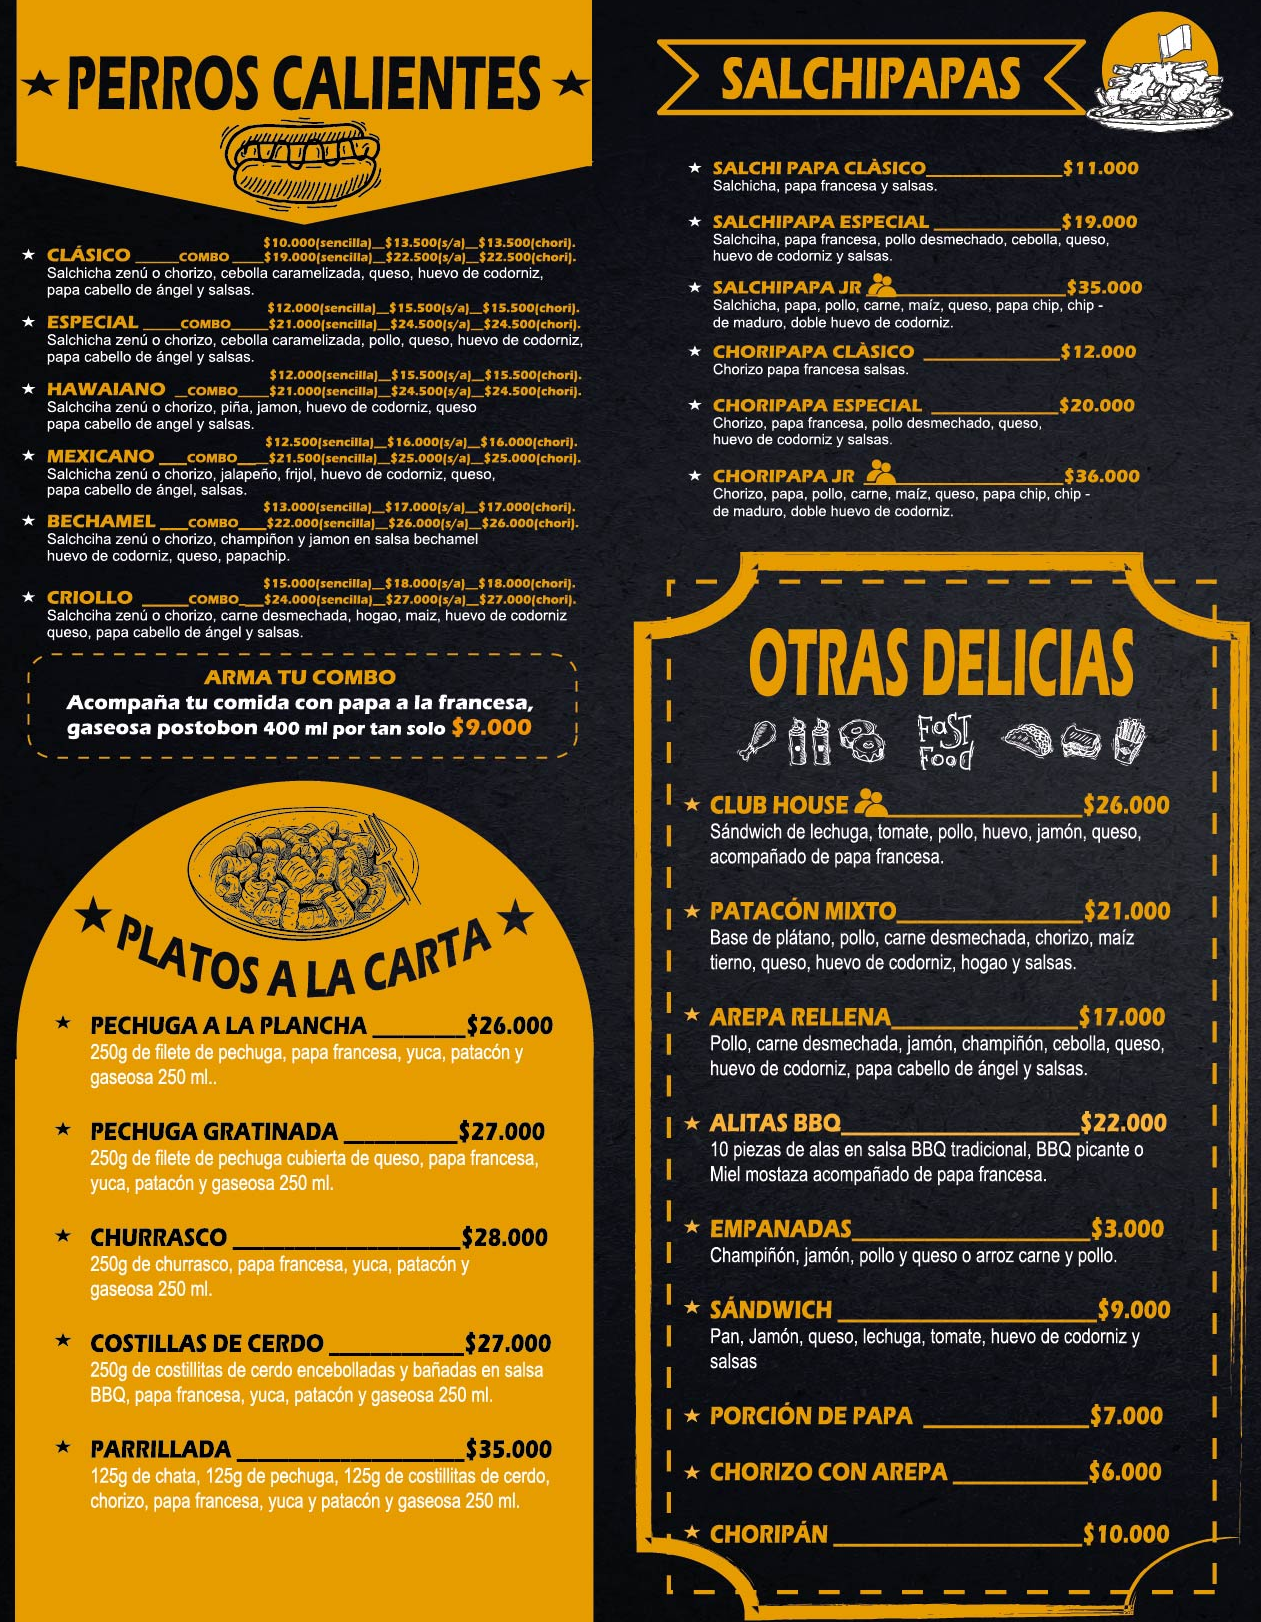 PERROS CALIENTES
$10.000(sencilla)__$13.500(s/a)__$13.500(chori).
CLÁSICO _____COMBO ____$19.000(sencilla)__$22.500(s/a)__$22.500(chori).
Salchicha zenú o chorizo, cebolla caramelizada, queso, huevo de codorniz,
papa cabello de ángel y salsas.
$12.000(sencilla)__$15.500(s/a)__$15.500(chori).
ESPECIAL ____COMBO____$21.000(sencilla)__$24.500(s/a)__$24.500(chori).
Salchicha zenú o chorizo, cebolla caramelizada, pollo, queso, huevo de codorniz,
papa cabello de ángel y salsas.
$12.000(sencilla)__$15.500(s/a)__$15.500(chori).
HAWAIANO _COMBO____$21.000(sencilla)__$24.500(s/a)__$24.500(chori).
Salchciha zenú o chorizo, piña, jamon, huevo de codorniz, queso
papa cabello de angel y salsas.
$12.500(sencilla)__$16.000(s/a)__$16.000(chori).
MEXICANO ___COMBO____$21.500(sencilla)__$25.000(s/a)__$25.000(chori).
Salchicha zenú o chorizo, jalapeño, frijol, huevo de codorniz, queso,
papa cabello de ángel, salsas.
$13.000(sencilla)__$17.000(s/a)__$17.000(chori).
BECHAMEL ___COMBO____$22.000(sencilla)__$26.000(s/a)__$26.000(chori).
Salchciha zenú o chorizo, champiñon y jamon en salsa bechamel
huevo de codorniz, queso, papachip.
$15.000(sencilla)__$18.000(s/a)__$18.000(chori).
CRIOLLO _____COMBO____$24.000(sencilla)__$27.000(s/a)__$27.000(chori).
Salchciha zenú o chorizo, carne desmechada, hogao, maiz, huevo de codorniz
queso, papa cabello de ángel y salsas.
ARMA TU COMBO
Acompaña tu comida con papa a la francesa,
gaseosa postobon 400 ml por tan solo $9.000
PLATOS A LA CARTA
PECHUGA A LA PLANCHA ________$26.000
250g de filete de pechuga, papa francesa, yuca, patacón y
gaseosa 250 ml..
PECHUGA GRATINADA __________$27.000
250g de filete de pechuga cubierta de queso, papa francesa,
yuca, patacón y gaseosa 250 ml.
CHURRASCO ____________________$28.000
250g de churrasco, papa francesa, yuca, patacón y
gaseosa 250 ml.
COSTILLAS DE CERDO ____________$27.000
250g de costillitas de cerdo encebolladas y bañadas en salsa
BBQ, papa francesa, yuca, patacón y gaseosa 250 ml.
PARRILLADA ____________________$35.000
125g de chata, 125g de pechuga, 125g de costillitas de cerdo,
chorizo, papa francesa, yuca y patacón y gaseosa 250 ml.
SALCHIPAPAS
SALCHI PAPA CLÀSICO______________$11.000
Salchicha, papa francesa y salsas.
SALCHIPAPA ESPECIAL _____________$19.000
Salchciha, papa francesa, pollo desmechado, cebolla, queso,
huevo de codorniz y salsas.
SALCHIPAPA JR ____________________$35.000
Salchicha, papa, pollo, carne, maíz, queso, papa chip, chip -
de maduro, doble huevo de codorniz.
CHORIPAPA CLÀSICO ______________$12.000
Chorizo papa francesa salsas.
CHORIPAPA ESPECIAL _____________$20.000
Chorizo, papa francesa, pollo desmechado, queso,
huevo de codorniz y salsas.
CHORIPAPA JR ____________________$36.000
Chorizo, papa, pollo, carne, maíz, queso, papa chip, chip -
de maduro, doble huevo de codorniz.
OTRAS DELICIAS
FaST
Food
CLUB HOUSE __________________$26.000
Sándwich de lechuga, tomate, pollo, huevo, jamón, queso,
acompañado de papa francesa.
PATACÓN MIXTO________________$21.000
Base de plátano, pollo, carne desmechada, chorizo, maíz
tierno, queso, huevo de codorniz, hogao y salsas.
AREPA RELLENA________________$17.000
Pollo, carne desmechada, jamón, champiñón, cebolla, queso,
huevo de codorniz, papa cabello de ángel y salsas.
ALITAS BBQ_____________________$22.000
10 piezas de alas en salsa BBQ tradicional, BBQ picante o
Miel mostaza acompañado de papa francesa.
EMPANADAS_____________________$3.000
Champiñón, jamón, pollo y queso o arroz carne y pollo.
SÁNDWICH ______________________$9.000
Pan, Jamón, queso, lechuga, tomate, huevo de codorniz y
salsas
PORCIÓN DE PAPA ______________$7.000
CHORIZO CON AREPA ____________$6.000
CHORIPÁN ______________________$10.000